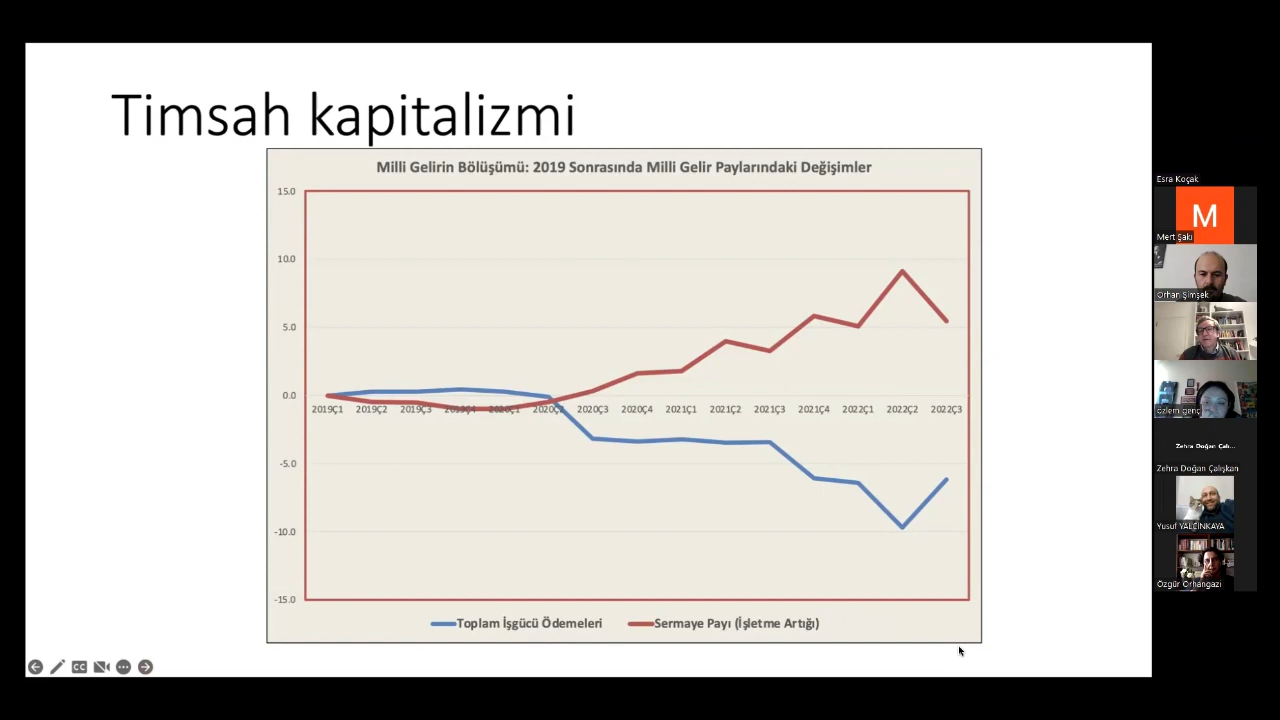 Timsah kapitalizmi
Milli Gelirin Bölüşümü: 2019 Sonrasında Milli Gelir Paylarındaki Değişimler
15.0
10.0
5.0
0.0
-5.0
-10.0
-15.0
2019Ç1 2019Ç2 2019Ç3 2019Ç4 2020Ç1 2020Ç2 2020Ç3 2020Ç4 2021Ç1 2021Ç2 2021Ç3 2021Ç4 2022Ç1 2022Ç2 2022Ç3
Toplam İşgücü Ödemeleri Sermaye Payı (İşletme Artığı)
CC
Esra Koçak
M
Mert Şakı
Orhan Şimşek
özlem genç
Zehra Doğan Çalı...
Zehra Doğan Çalışkan
Yusuf YALÇINKAYA
Özgür Orhangazi